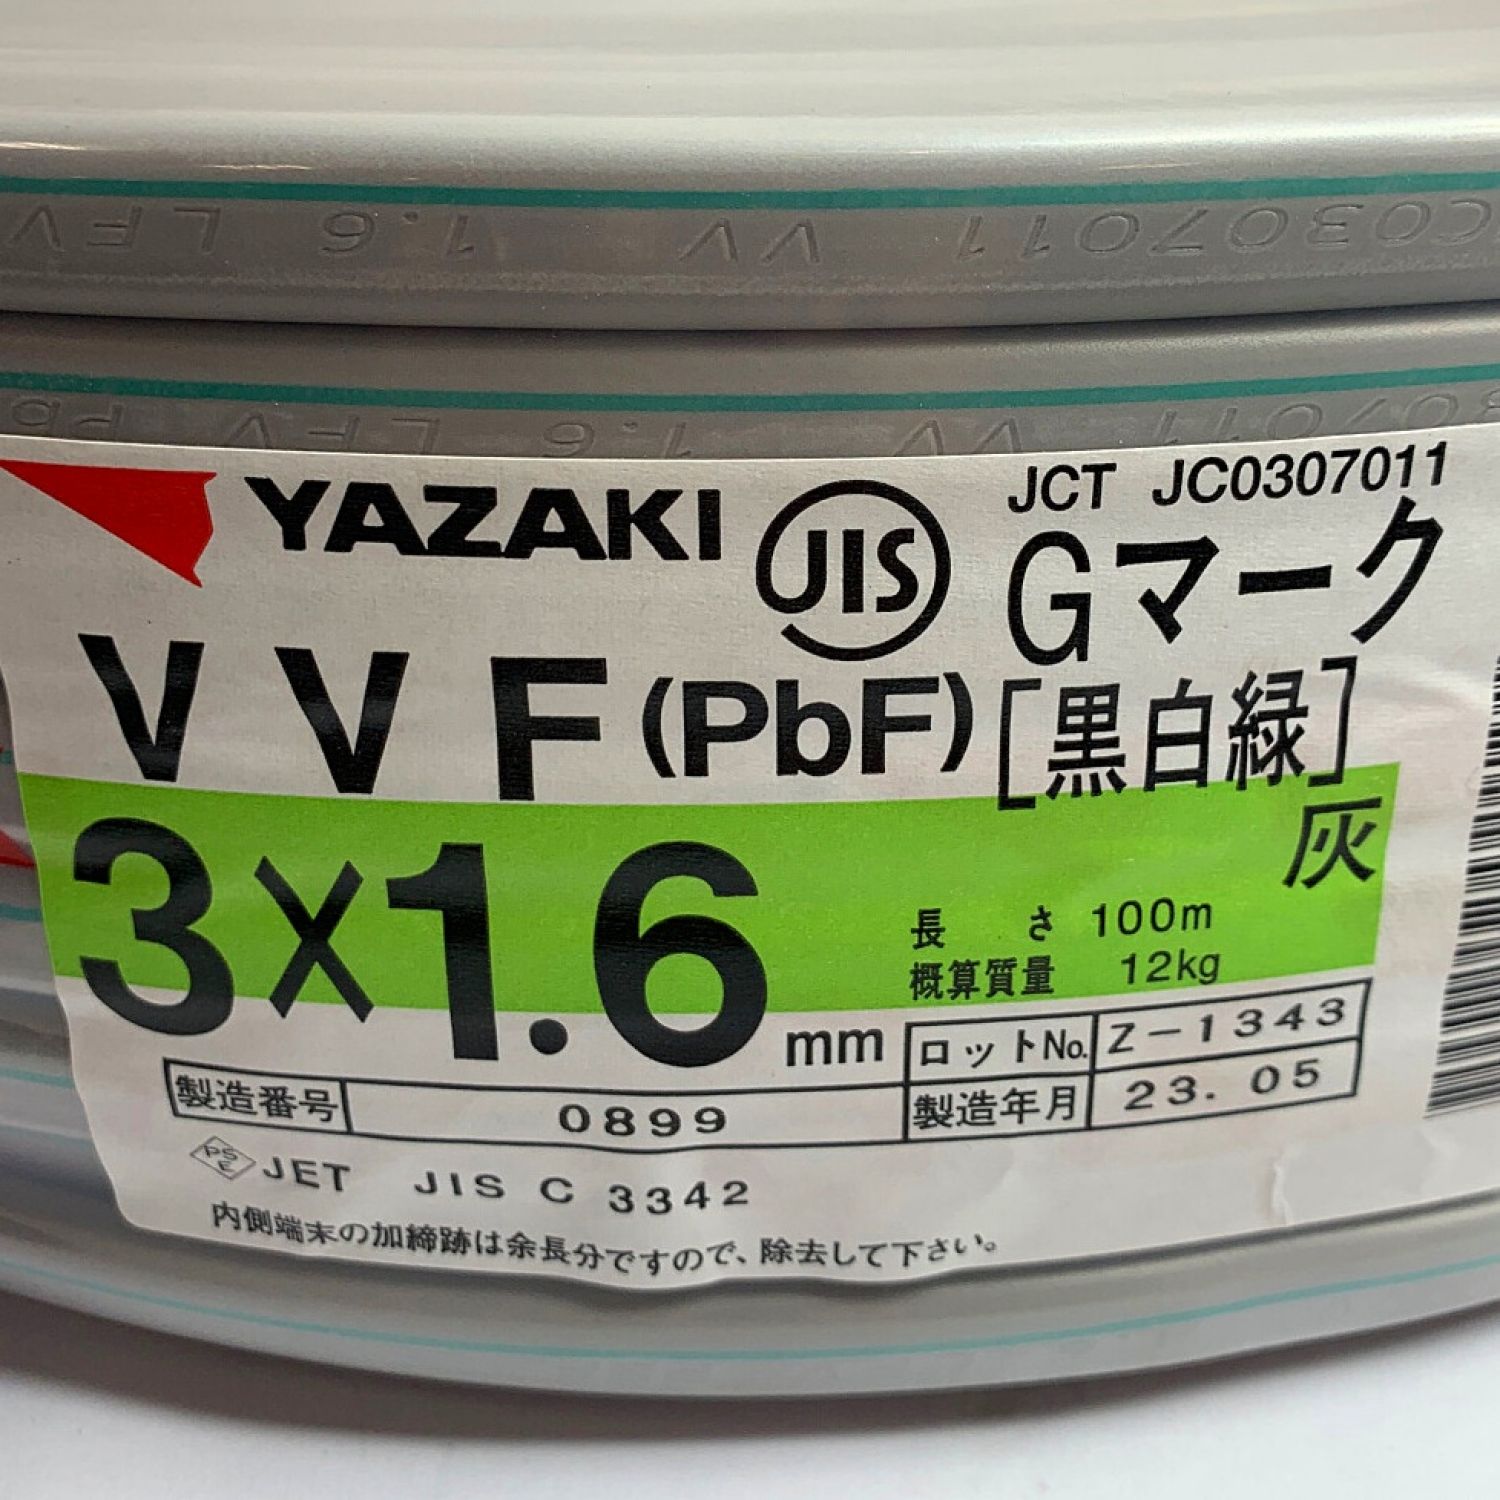 JC0307011 VV 1.6 LFV
307011 VV 1.6 LFV Pb
YAZAKI JIS JCT JC0307011
Gマーク
VVF(PbF)[黒白緑]
灰
3×1.6mm
長さ 100m
概算質量 12kg
ロットNo. Z-1343
製造番号 0899 製造年月 23.05
PSE JET JIS C 3342
内側端末の加締跡は余長分ですので、除去して下さい。